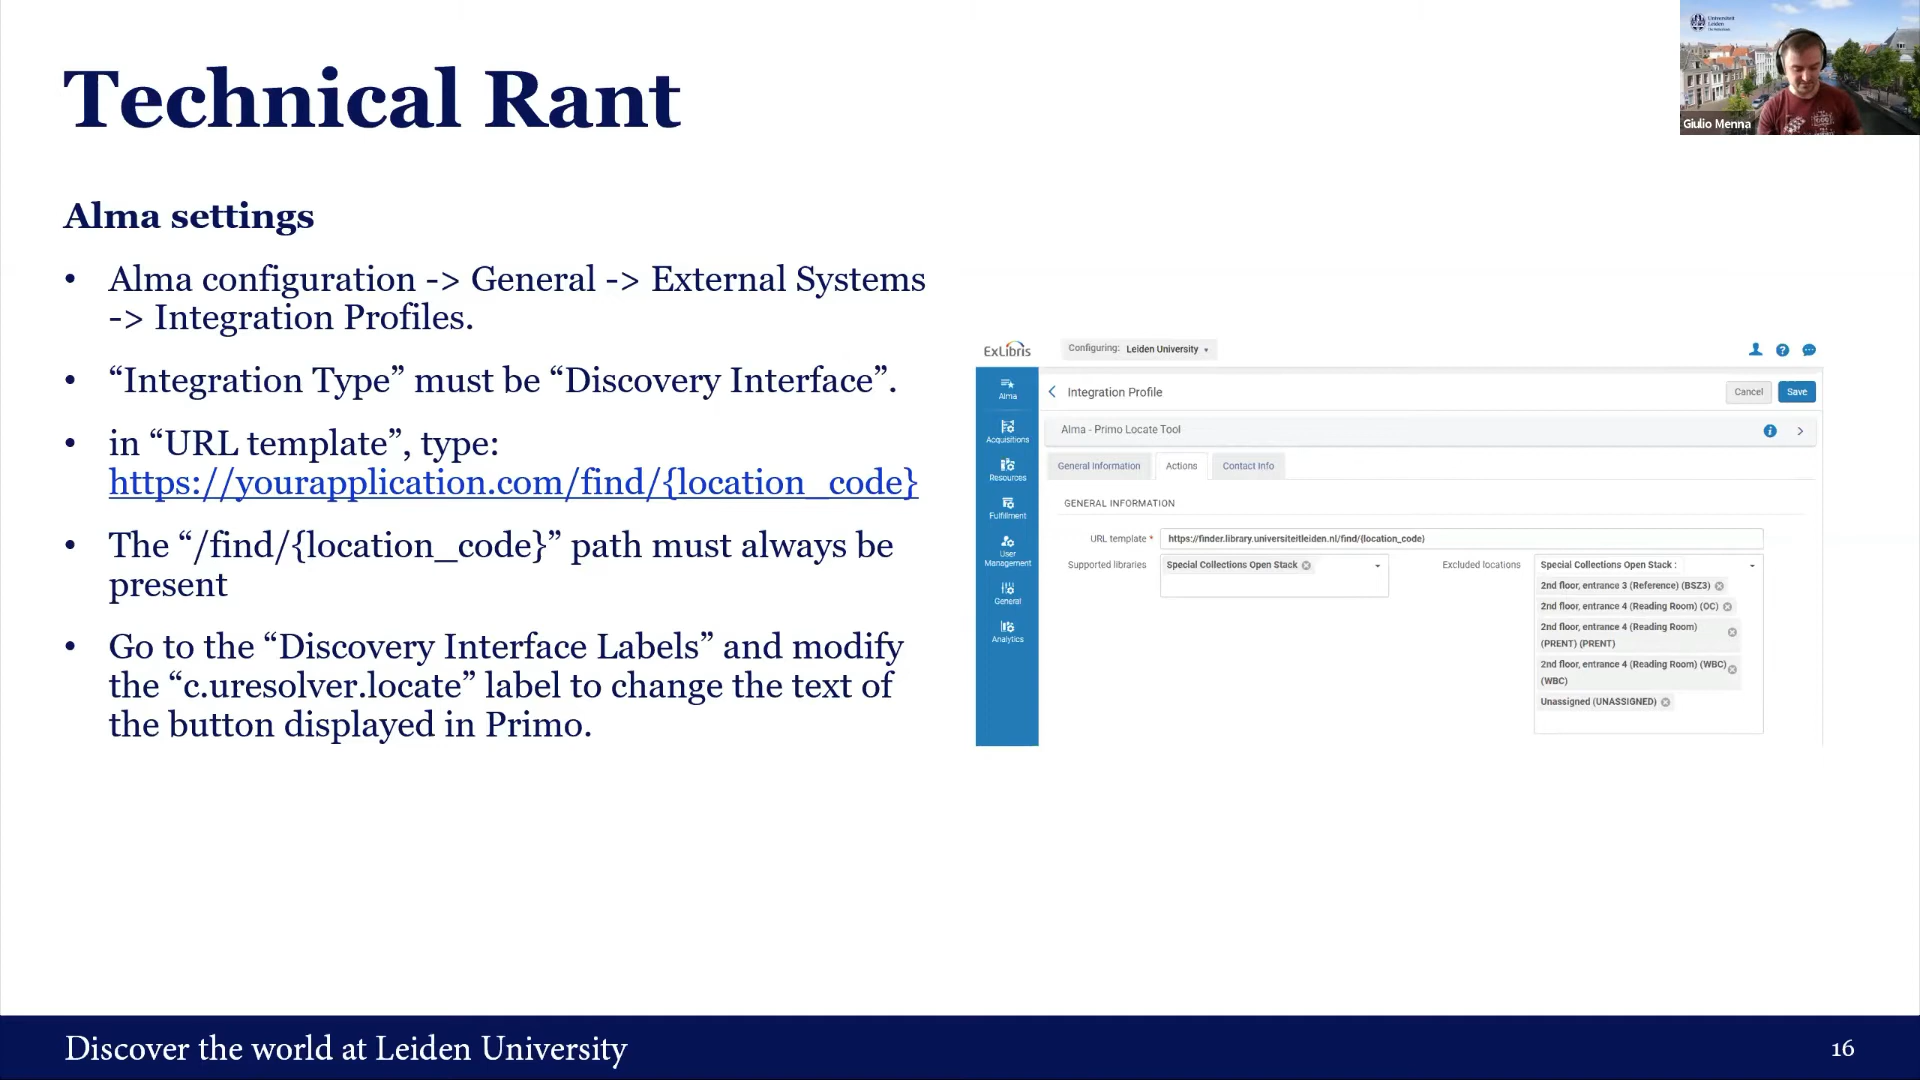 Technical Rant
Universiteit
Leiden
Giulio Menna
Alma settings
• Alma configuration -> General -> External Systems
-> Integration Profiles.
• “Integration Type” must be “Discovery Interface”.
• in “URL template”, type:
https://yourapplication.com/find/{location_code}
• The “/find/{location_code}” path must always be
present
• Go to the “Discovery Interface Labels” and modify
the “c.uresolver.locate” label to change the text of
the button displayed in Primo.
ExLibris
Configuring: Leiden University
Alma
Acquisitions
Resources
Fulfillment
User
Management
General
Analytics
Integration Profile
Cancel
Save
Alma - Primo Locate Tool
General Information
Actions
Contact Info
GENERAL INFORMATION
URL template * https://finder.library.universiteitleiden.nl/find/{location_code}
Supported libraries Special Collections Open Stack
Excluded locations Special Collections Open Stack :
2nd floor, entrance 3 (Reference) (BSZ3)
2nd floor, entrance 4 (Reading Room) (OC)
2nd floor, entrance 4 (Reading Room)
(PRENT) (PRENT)
2nd floor, entrance 4 (Reading Room) (WBC)
(WBC)
Unassigned (UNASSIGNED)
Discover the world at Leiden University
16